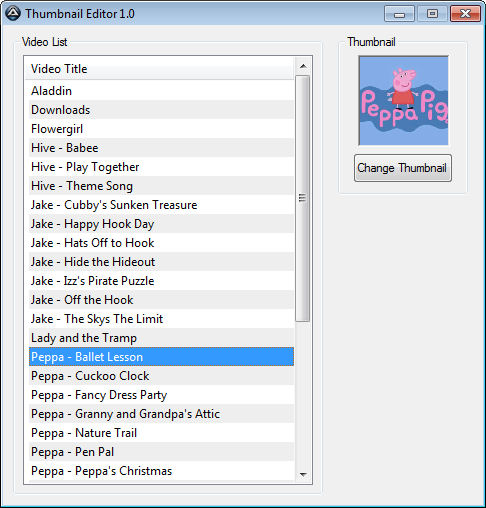 Thumbnail Editor 1.0
Video List
Video Title
Aladdin
Downloads
Flowergirl
Hive - Babee
Hive - Play Together
Hive - Theme Song
Jake - Cubby's Sunken Treasure
Jake - Happy Hook Day
Jake - Hats Off to Hook
Jake - Hide the Hideout
Jake - Izz's Pirate Puzzle
Jake - Off the Hook
Jake - The Skys The Limit
Lady and the Tramp
Peppa - Ballet Lesson
Peppa - Cuckoo Clock
Peppa - Fancy Dress Party
Peppa - Granny and Grandpa's Attic
Peppa - Nature Trail
Peppa - Pen Pal
Peppa - Peppa's Christmas
Thumbnail
Peppa Pig
Change Thumbnail